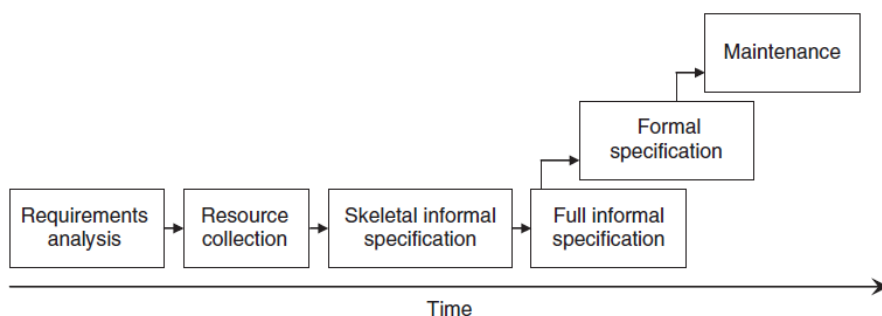 Maintenance
Formal
specification
Requirements
analysis
Resource
collection
Skeletal informal
specification
Full informal
specification
Time